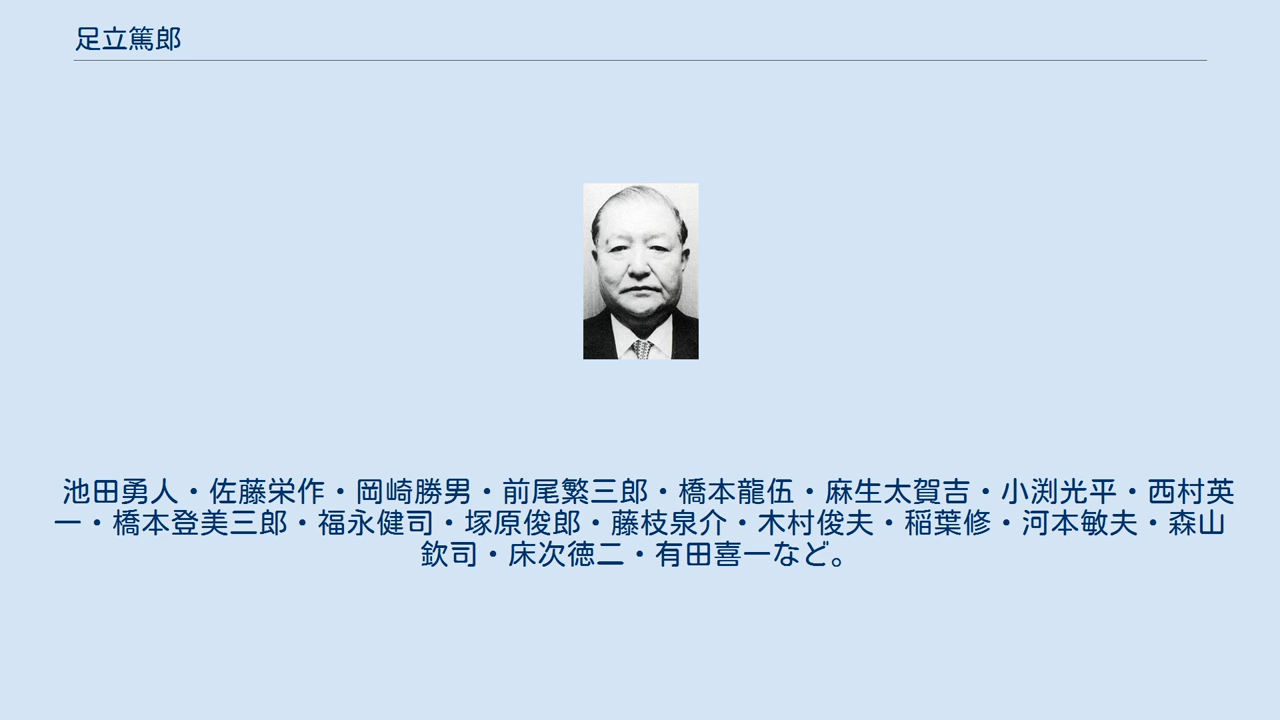 足立篤郎
池田勇人・佐藤栄作・岡崎勝男・前尾繁三郎・橋本龍伍・麻生太賀吉・小渕光平・西村英
一・橋本登美三郎・福永健司・塚原俊郎・藤枝泉介・木村俊夫・稲葉修・河本敏夫・森山
欽司・床次徳二・有田喜一など。